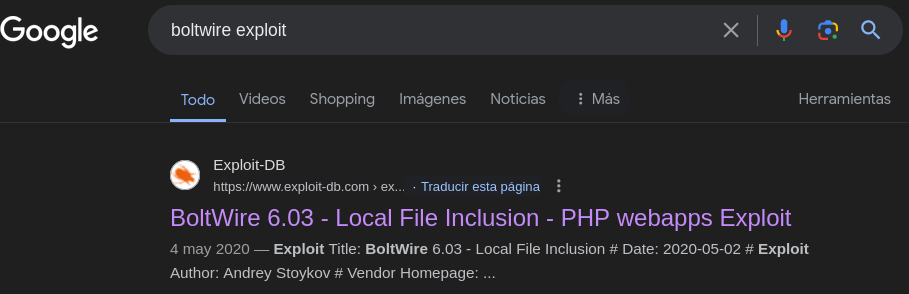 Google
boltwire exploit
Todo Videos Shopping Imágenes Noticias Más Herramientas
Exploit-DB
https://www.exploit-db.com › ex... · Traducir esta página
BoltWire 6.03 - Local File Inclusion - PHP webapps Exploit
4 may 2020 — Exploit Title: BoltWire 6.03 - Local File Inclusion # Date: 2020-05-02 # Exploit
Author: Andrey Stoykov # Vendor Homepage: ...